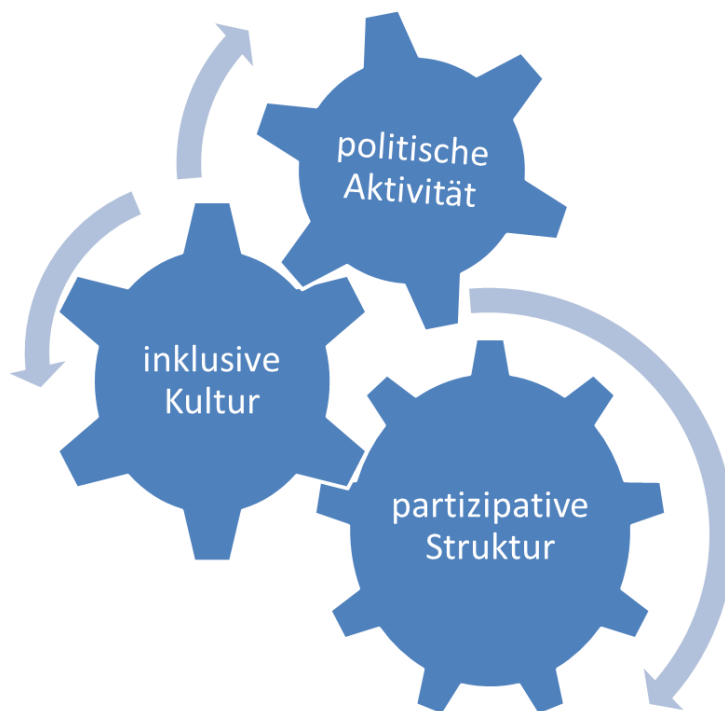 politische
Aktivität
inklusive
Kultur
partizipative
Struktur